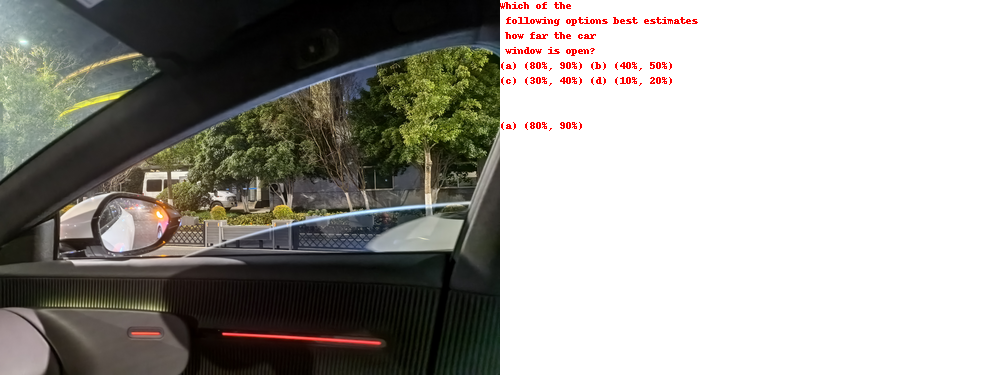 Which of the
following options best estimates
how far the car
window is open?
(a) (80%, 90%) (b) (40%, 50%)
(c) (30%, 40%) (d) (10%, 20%)
(a) (80%, 90%)